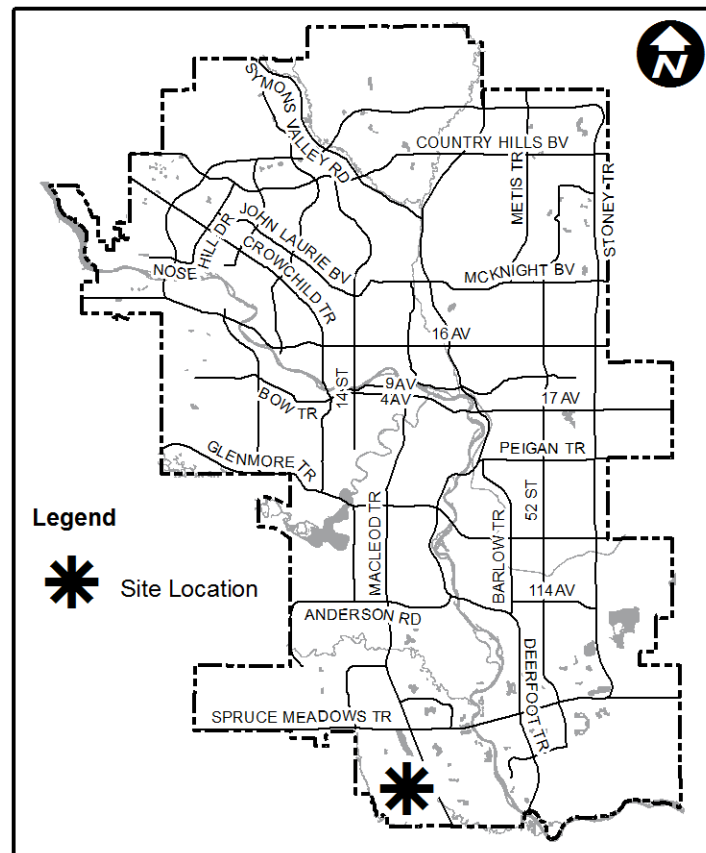 N
SYMONS VALLEY RD
COUNTRY HILLS BV
METIS TR
STONEY TR
JOHN LAURIE BV
NOSE HILL DR
CROWCHILD TR
MCKNIGHT BV
16 AV
14 ST
9 AV
4 AV
17 AV
BOW TR
GLENMORE TR
PEIGAN TR
52 ST
Legend
MACLEOD TR
BARLOW TR
Site Location
114 AV
ANDERSON RD
DEERFOOT TR
SPRUCE MEADOWS TR